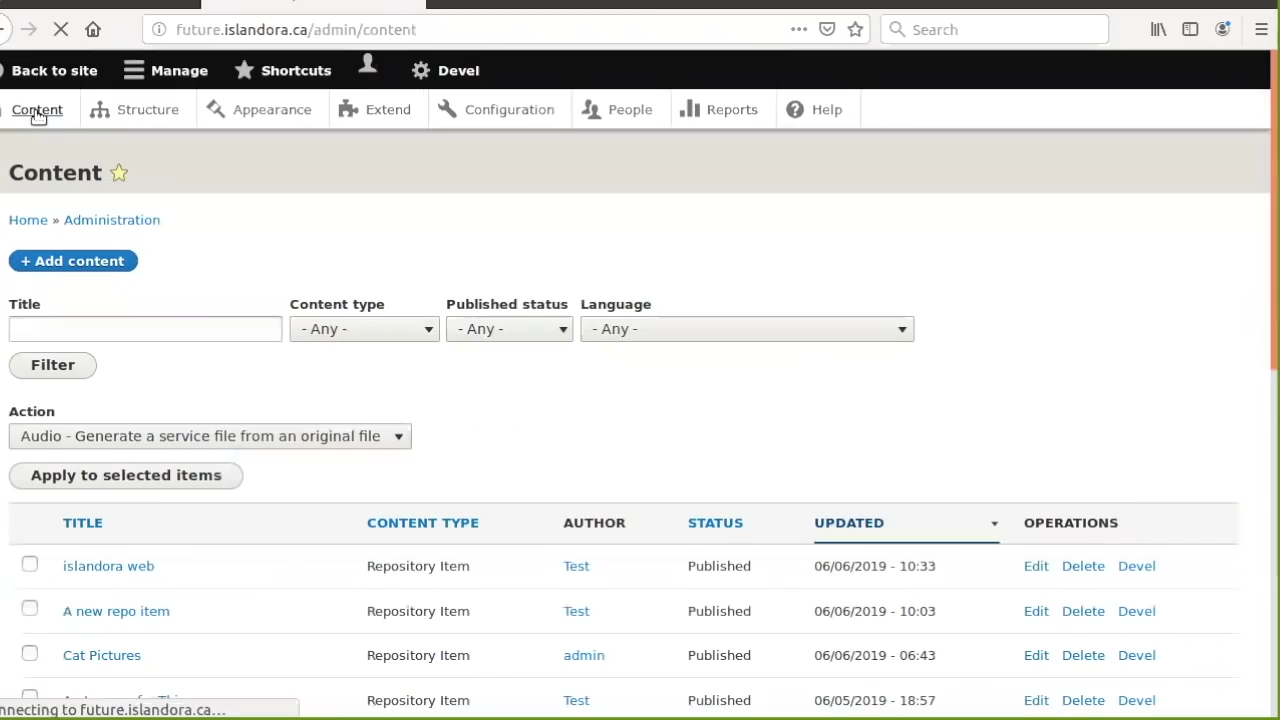 future.islandora.ca/admin/content
Search
Back to site Manage Shortcuts Devel
Content Structure Appearance Extend Configuration People Reports Help
Content
Home » Administration
+ Add content
Title Content type Published status Language
- Any - - Any - - Any -
Filter
Action
Audio - Generate a service file from an original file
Apply to selected items
TITLE CONTENT TYPE AUTHOR STATUS UPDATED OPERATIONS
islandora web Repository Item Test Published 06/06/2019 - 10:33 Edit Delete Devel
A new repo item Repository Item Test Published 06/06/2019 - 10:03 Edit Delete Devel
Cat Pictures Repository Item admin Published 06/06/2019 - 06:43 Edit Delete Devel
Repository Item Test Published 06/05/2019 - 18:57 Edit Delete Devel
nnecting to future.islandora.ca…